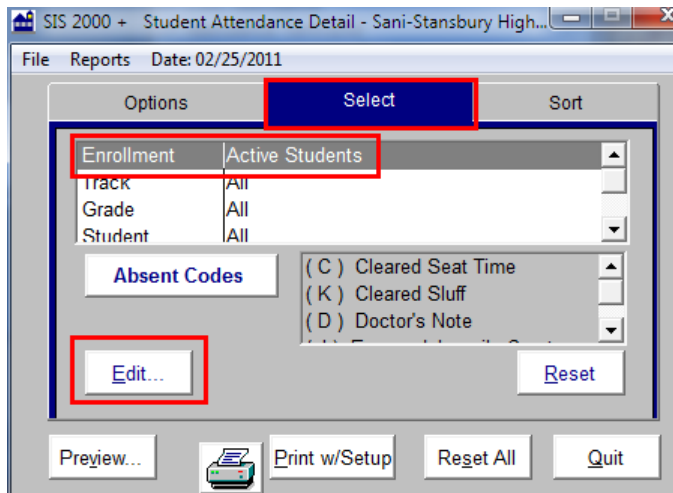 SIS 2000 + Student Attendance Detail - Sani-Stansbury High...
File Reports Date: 02/25/2011
Options Select Sort
Enrollment Active Students
Track All
Grade All
Student All
Absent Codes
( C ) Cleared Seat Time
( K ) Cleared Sluff
( D ) Doctor's Note
Edit... Reset
Preview... Print w/Setup Reset All Quit